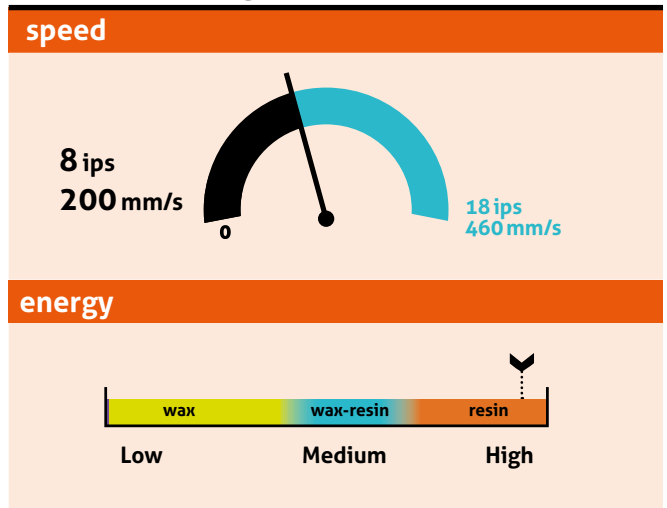 speed
8 ips
200 mm/s
0
18 ips
460 mm/s
energy
wax
wax-resin
resin
Low
Medium
High